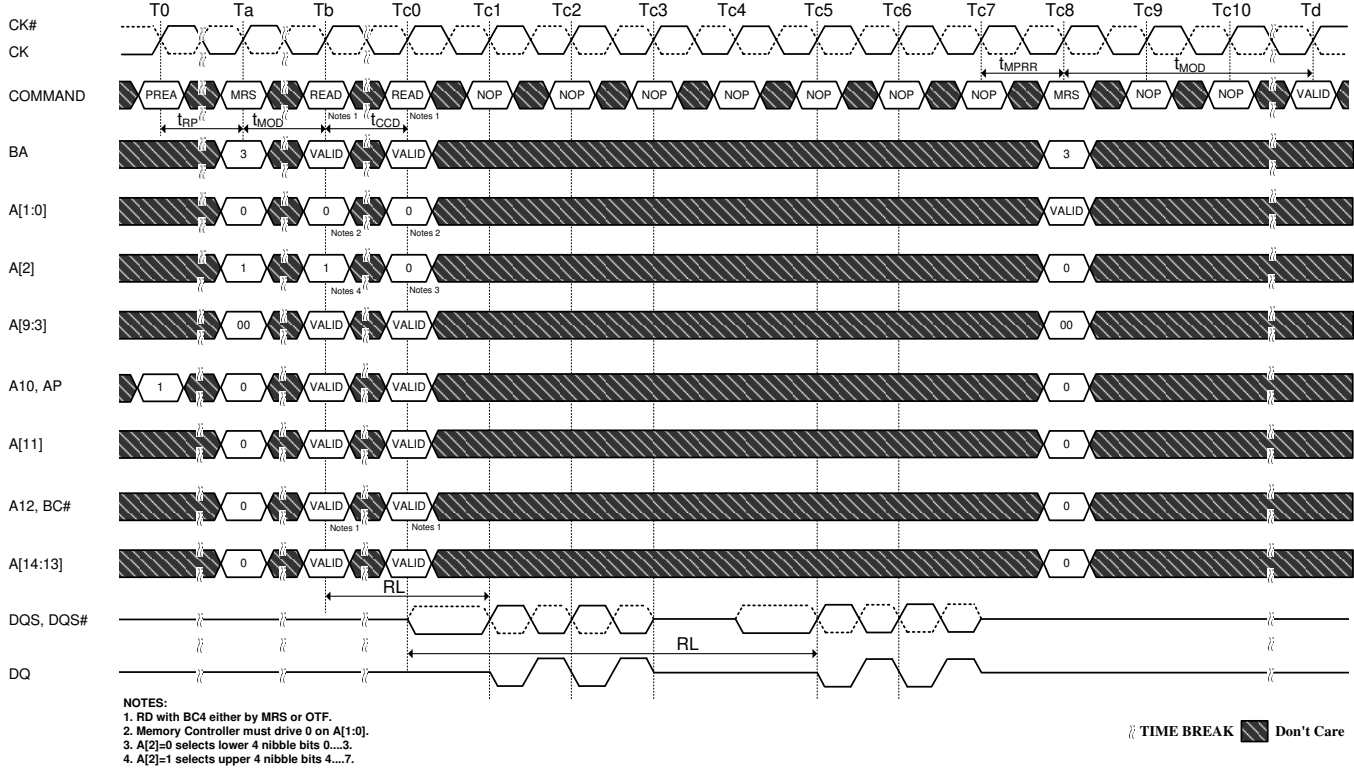 T0 Ta Tb Tc0 Tc1 Tc2 Tc3 Tc4 Tc5 Tc6 Tc7 Tc8 Tc9 Tc10 Td
CK#
CK
tMPRR tMOD
COMMAND PREA MRS READ READ NOP NOP NOP NOP NOP NOP NOP MRS NOP NOP VALID
Notes 1 Notes 1
tRP tMOD tCCD
BA 3 VALID VALID 3
A[1:0] 0 0 0 VALID
Notes 2 Notes 2
A[2] 1 1 0 0
Notes 4 Notes 3
A[9:3] 00 VALID VALID 00
A10, AP 1 0 VALID VALID 0
A[11] 0 VALID VALID 0
A12, BC# 0 VALID VALID 0
Notes 1 Notes 1
A[14:13] 0 VALID VALID 0
RL
DQS, DQS#
RL
DQ
NOTES:
1. RD with BC4 either by MRS or OTF.
2. Memory Controller must drive 0 on A[1:0].
3. A[2]=0 selects lower 4 nibble bits 0....3.
4. A[2]=1 selects upper 4 nibble bits 4....7.
TIME BREAK Don't Care